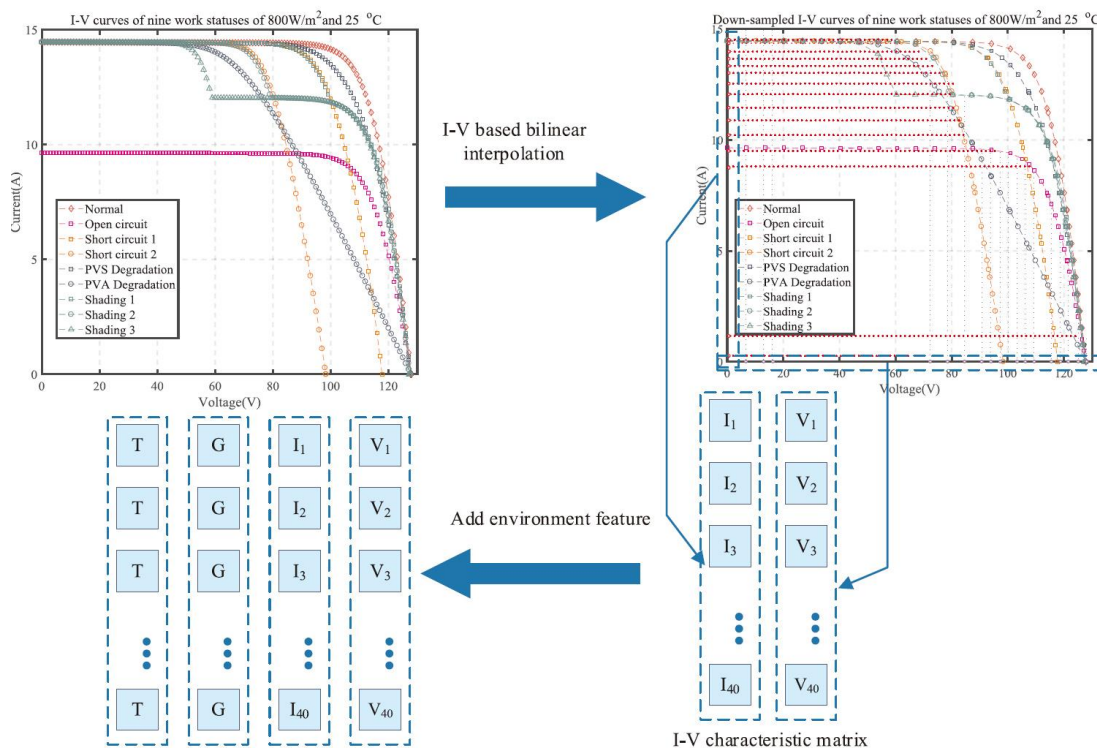 I-V curves of nine work statuses of 800W/m² and 25 °C
15
10
5
0
Current(A)
Normal
Open circuit
Short circuit 1
Short circuit 2
PVS Degradation
PVA Degradation
Shading 1
Shading 2
Shading 3
0 20 40 60 80 100 120
Voltage(V)
I-V based bilinear
interpolation
Down-sampled I-V curves of nine work statuses of 800W/m² and 25 °C
15
10
5
0
Current(A)
Normal
Open circuit
Short circuit 1
Short circuit 2
PVS Degradation
PVA Degradation
Shading 1
Shading 2
Shading 3
0 20 40 60 80 100 120
Voltage(V)
T G I₁ V₁
T G I₂ V₂
T G I₃ V₃
T G I₄₀ V₄₀
Add environment feature
I₁ V₁
I₂ V₂
I₃ V₃
I₄₀ V₄₀
I-V characteristic matrix